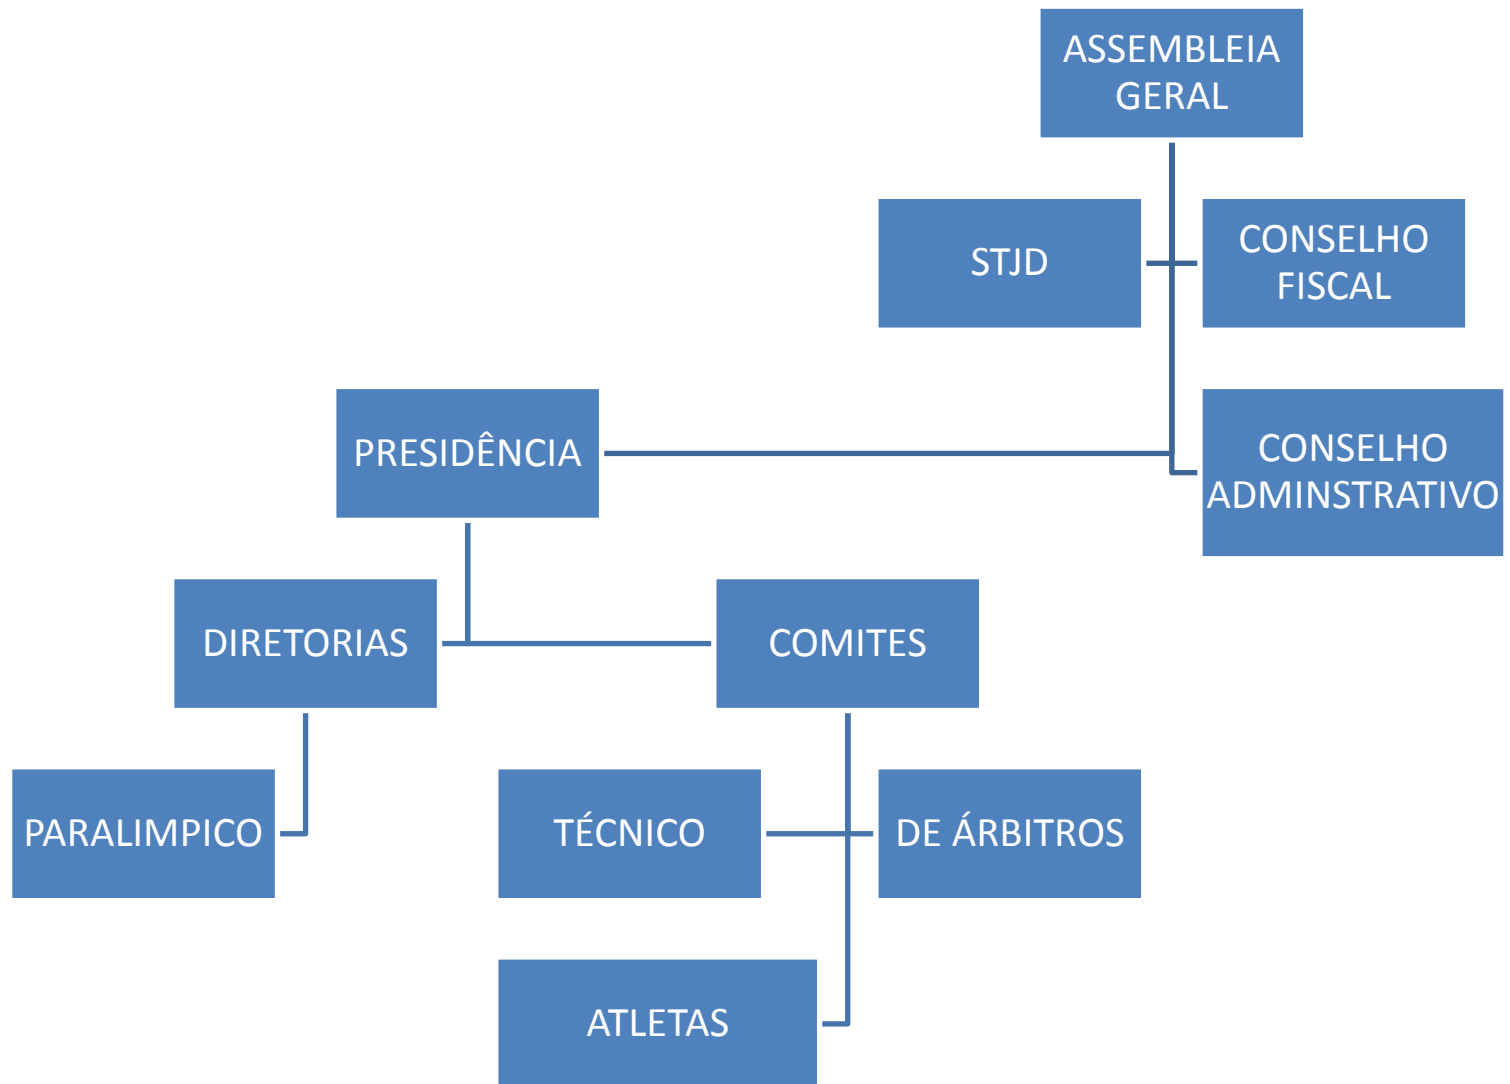 ASSEMBLEIA
GERAL
STJD
CONSELHO
FISCAL
PRESIDÊNCIA
CONSELHO
ADMINSTRATIVO
DIRETORIAS
COMITES
PARALIMPICO
TÉCNICO
DE ÁRBITROS
ATLETAS